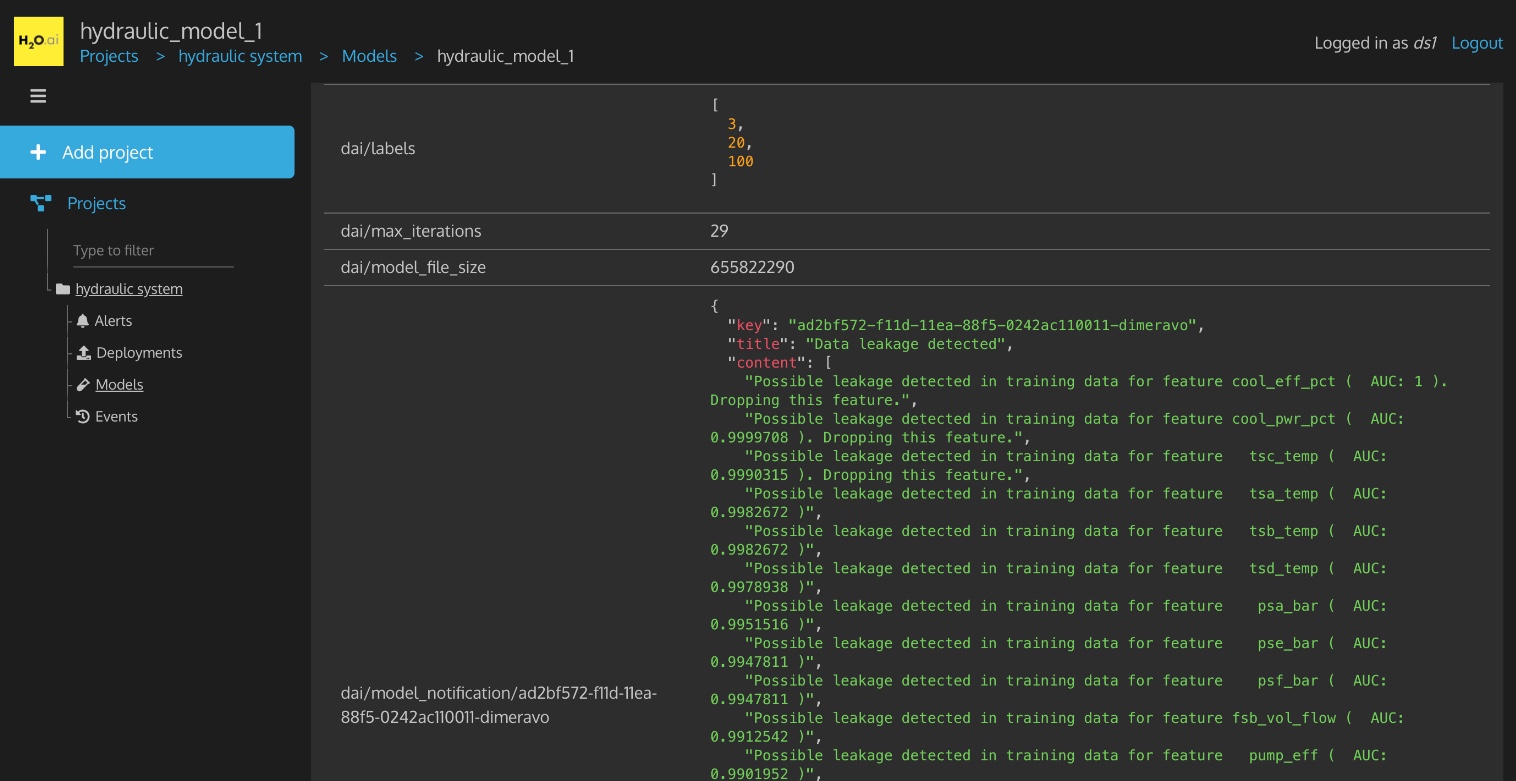 H2O.ai
hydraulic_model_1
Projects > hydraulic system > Models > hydraulic_model_1
Logged in as ds1 Logout
Add project
Projects
Type to filter
hydraulic system
Alerts
Deployments
Models
Events
dai/labels
[
3,
20,
100
]
dai/max_iterations 29
dai/model_file_size 655822290
dai/model_notification/ad2bf572-f11d-11ea-
88f5-0242ac110011-dimeravo
{
"key": "ad2bf572-f11d-11ea-88f5-0242ac110011-dimeravo",
"title": "Data leakage detected",
"content": [
"Possible leakage detected in training data for feature cool_eff_pct ( AUC: 1 ).
Dropping this feature.",
"Possible leakage detected in training data for feature cool_pwr_pct ( AUC:
0.9999708 ). Dropping this feature.",
"Possible leakage detected in training data for feature tsc_temp ( AUC:
0.9990315 ). Dropping this feature.",
"Possible leakage detected in training data for feature tsa_temp ( AUC:
0.9982672 )",
"Possible leakage detected in training data for feature tsb_temp ( AUC:
0.9982672 )",
"Possible leakage detected in training data for feature tsd_temp ( AUC:
0.9978938 )",
"Possible leakage detected in training data for feature psa_bar ( AUC:
0.9951516 )",
"Possible leakage detected in training data for feature pse_bar ( AUC:
0.9947811 )",
"Possible leakage detected in training data for feature psf_bar ( AUC:
0.9947811 )",
"Possible leakage detected in training data for feature fsb_vol_flow ( AUC:
0.9912542 )",
"Possible leakage detected in training data for feature pump_eff ( AUC:
0.9901952 )",